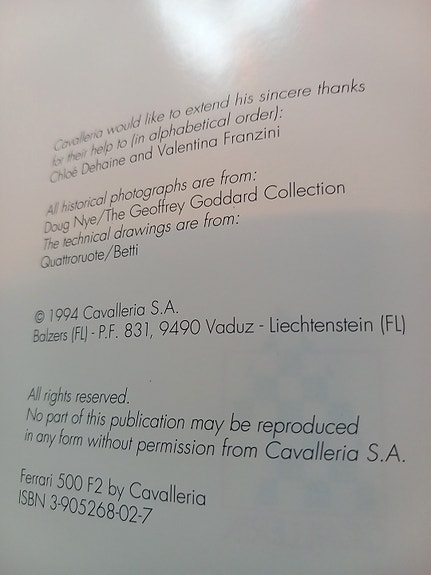 Cavalleria would like to extend his sincere thanks
for their help to (in alphabetical order):
Chloé Dehaine and Valentina Franzini
All historical photographs are from:
Doug Nye/The Geoffrey Goddard Collection
The technical drawings are from:
Quattroruote/Betti
© 1994 Cavalleria S.A.
Balzers (FL) - P.F. 831, 9490 Vaduz - Liechtenstein (FL)
All rights reserved.
No part of this publication may be reproduced
in any form without permission from Cavalleria S.A.
Ferrari 500 F2 by Cavalleria
ISBN 3-905268-02-7